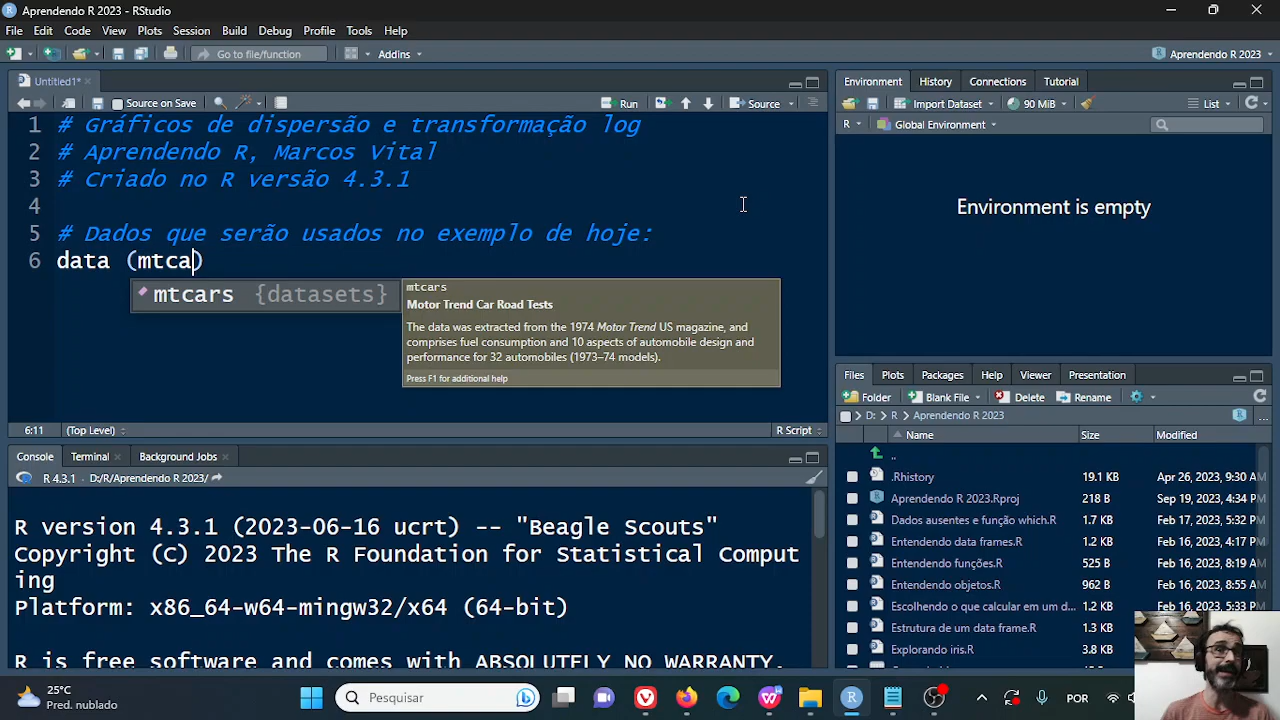 Aprendendo R 2023 - RStudio
File Edit Code View Plots Session Build Debug Profile Tools Help
Go to file/function
Addins
Aprendendo R 2023
Untitled1*
Source on Save
Run
Source
1 # Gráficos de dispersão e transformação log
2 # Aprendendo R, Marcos Vital
3 # Criado no R versão 4.3.1
4
5 # Dados que serão usados no exemplo de hoje:
6 data (mtca)
mtcars {datasets}
mtcars
Motor Trend Car Road Tests
The data was extracted from the 1974 Motor Trend US magazine, and
comprises fuel consumption and 10 aspects of automobile design and
performance for 32 automobiles (1973–74 models).
Press F1 for additional help
6:11 (Top Level) R Script
Console Terminal Background Jobs
R 4.3.1 · D:/R/Aprendendo R 2023/
R version 4.3.1 (2023-06-16 ucrt) -- "Beagle Scouts"
Copyright (C) 2023 The R Foundation for Statistical Comput
ing
Platform: x86_64-w64-mingw32/x64 (64-bit)
R is free software and comes with ABSOLUTELY NO WARRANTY.
Environment History Connections Tutorial
Import Dataset 90 MiB List
R Global Environment
Environment is empty
Files Plots Packages Help Viewer Presentation
Folder Blank File Delete Rename
D: R Aprendendo R 2023 ...
Name Size Modified
..
.Rhistory 19.1 KB Apr 26, 2023, 9:30 AM
Aprendendo R 2023.Rproj 218 B Sep 19, 2023, 4:34 PM
Dados ausentes e função which.R 1.7 KB Feb 17, 2023, 5:32 PM
Entendendo data frames.R 1.2 KB Feb 16, 2023, 4:17 PM
Entendendo funções.R 525 B Feb 16, 2023, 8:19 AM
Entendendo objetos.R 962 B Feb 16, 2023, 8:55 AM
Escolhendo o que calcular em um d... 1.2 KB Feb 16, 2023, 5:33 PM
Estrutura de um data frame.R 1.3 KB
Explorando iris.R 3.8 KB
25°C
Pred. nublado
Pesquisar
POR